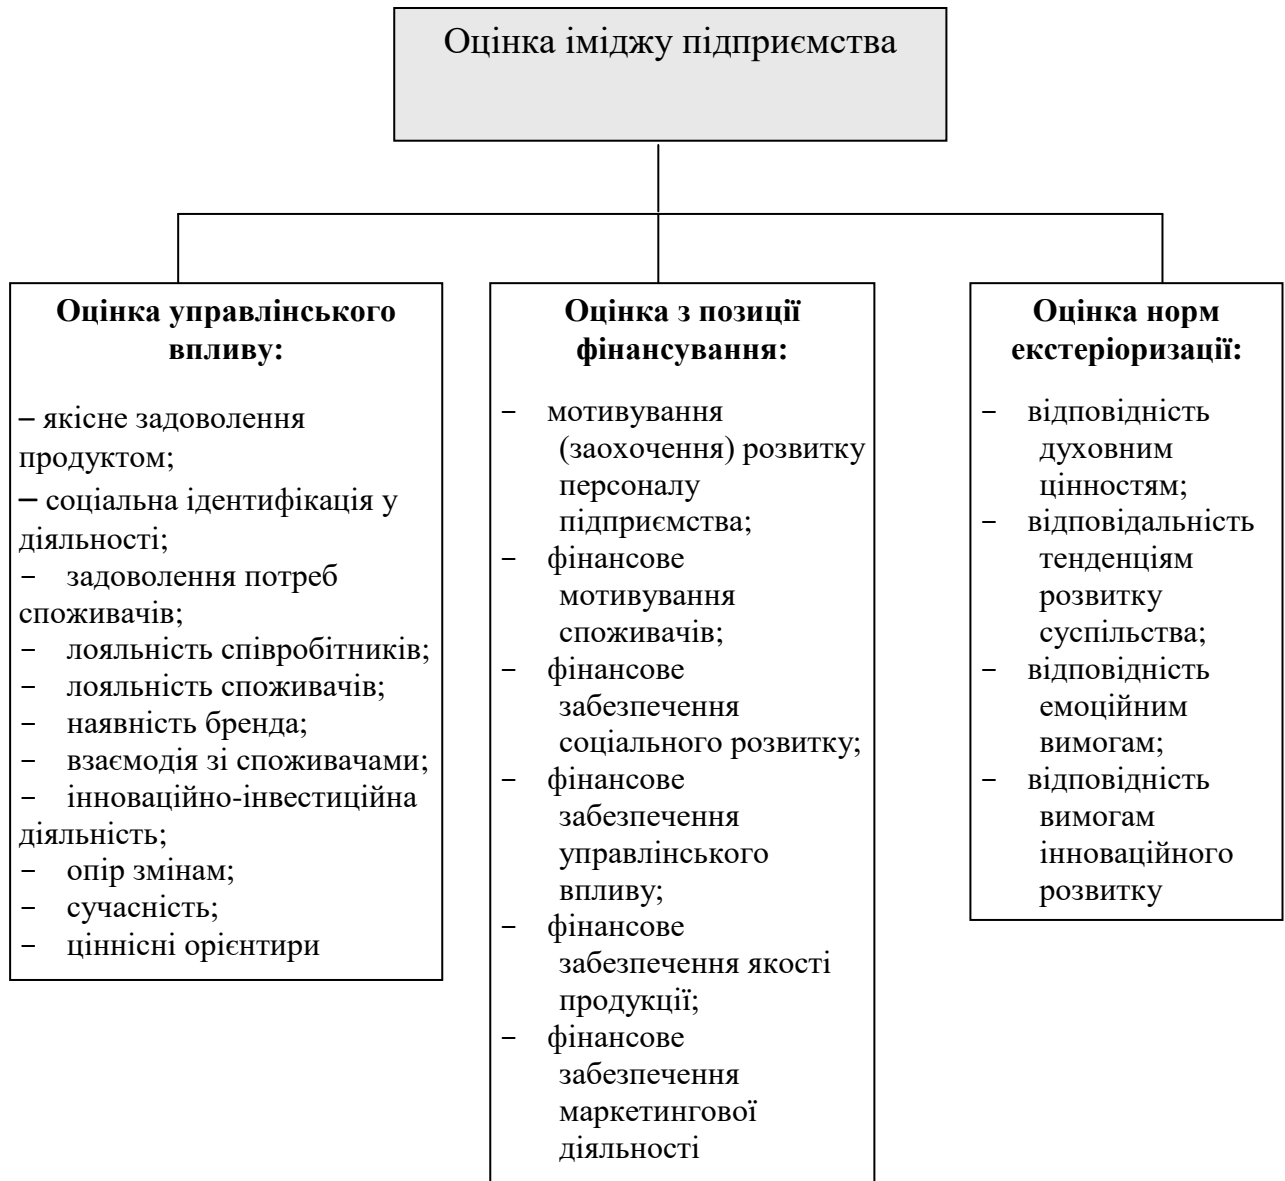 Оцінка іміджу підприємства
Оцінка управлінського
впливу:
– якісне задоволення
продуктом;
– соціальна ідентифікація у
діяльності;
– задоволення потреб
споживачів;
– лояльність співробітників;
– лояльність споживачів;
– наявність бренда;
– взаємодія зі споживачами;
– інноваційно-інвестиційна
діяльність;
– опір змінам;
– сучасність;
– ціннісні орієнтири
Оцінка з позиції
фінансування:
– мотивування
(заохочення) розвитку
персоналу
підприємства;
– фінансове
мотивування
споживачів;
– фінансове
забезпечення
соціального розвитку;
– фінансове
забезпечення
управлінського
впливу;
– фінансове
забезпечення якості
продукції;
– фінансове
забезпечення
маркетингової
діяльності
Оцінка норм
екстеріоризації:
– відповідність
духовним
цінностям;
– відповідальність
тенденціям
розвитку
суспільства;
– відповідність
емоційним
вимогам;
– відповідність
вимогам
інноваційного
розвитку